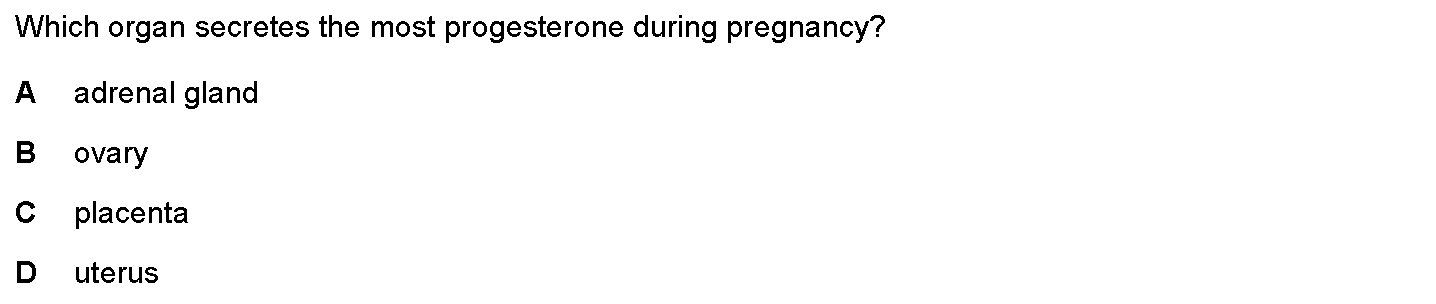 Which organ secretes the most progesterone during pregnancy?
A adrenal gland
B ovary
C placenta
D uterus